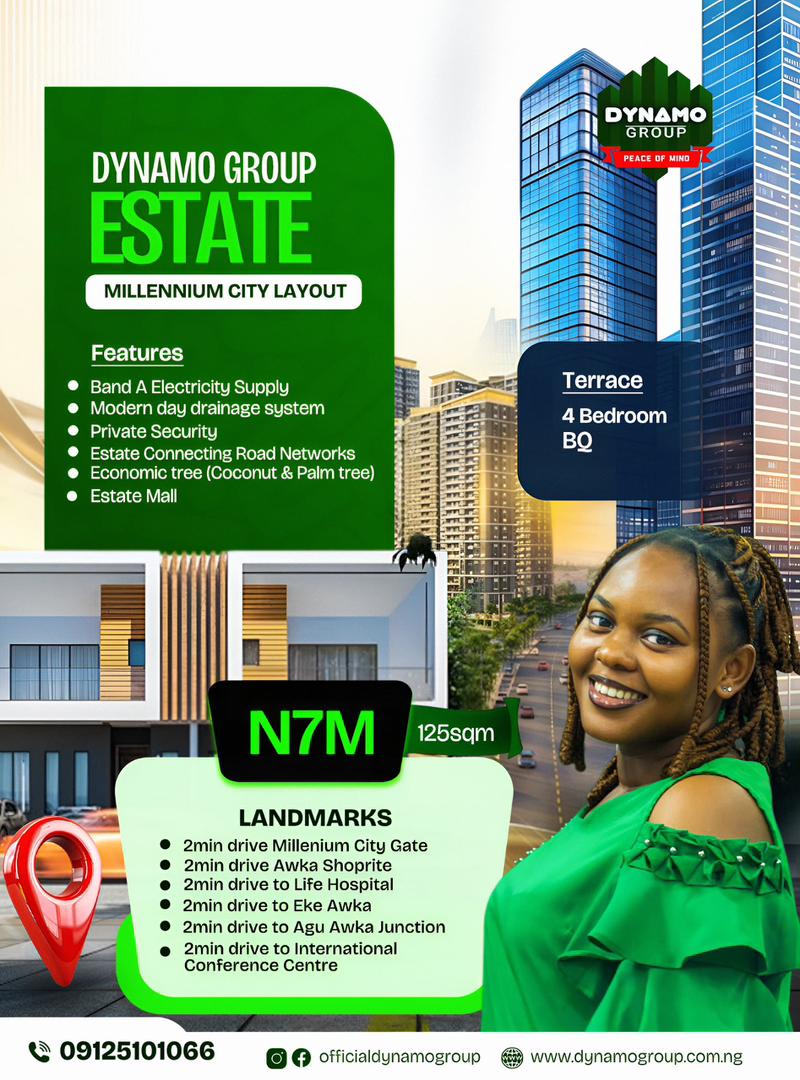 DYNAMO
GROUP
PEACE OF MIND
DYNAMO GROUP
ESTATE
MILLENNIUM CITY LAYOUT
Features
Band A Electricity Supply
Modern day drainage system
Private Security
Estate Connecting Road Networks
Economic tree (Coconut & Palm tree)
Estate Mall
Terrace
4 Bedroom
BQ
N7M
125sqm
LANDMARKS
2min drive Millenium City Gate
2min drive Awka Shoprite
2min drive to Life Hospital
2min drive to Eke Awka
2min drive to Agu Awka Junction
2min drive to International
Conference Centre
09125101066
officialdynamogroup
www.dynamogroup.com.ng